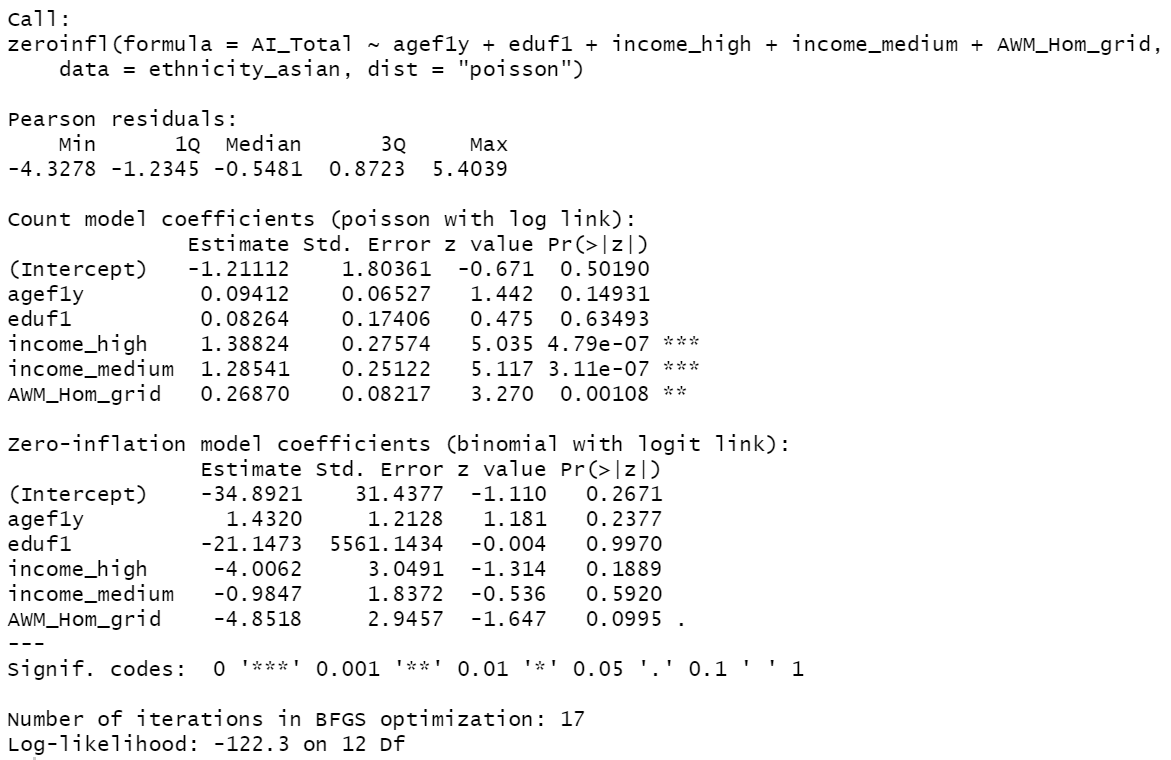 Call:
zeroinfl(formula = AI_Total ~ agef1y + eduf1 + income_high + income_medium + AWM_Hom_grid,
    data = ethnicity_asian, dist = "poisson")

Pearson residuals:
    Min      1Q  Median      3Q     Max
-4.3278 -1.2345 -0.5481  0.8723  5.4039

Count model coefficients (poisson with log link):
              Estimate Std. Error z value Pr(>|z|)
(Intercept)   -1.21112    1.80361  -0.671  0.50190
agef1y         0.09412    0.06527   1.442  0.14931
eduf1          0.08264    0.17406   0.475  0.63493
income_high    1.38824    0.27574   5.035 4.79e-07 ***
income_medium  1.28541    0.25122   5.117 3.11e-07 ***
AWM_Hom_grid   0.26870    0.08217   3.270  0.00108 **

Zero-inflation model coefficients (binomial with logit link):
               Estimate Std. Error z value Pr(>|z|)
(Intercept)    -34.8921    31.4377  -1.110   0.2671
agef1y           1.4320     1.2128   1.181   0.2377
eduf1          -21.1473  5561.1434  -0.004   0.9970
income_high     -4.0062     3.0491  -1.314   0.1889
income_medium   -0.9847     1.8372  -0.536   0.5920
AWM_Hom_grid    -4.8518     2.9457  -1.647   0.0995 .
---
Signif. codes:  0 '***' 0.001 '**' 0.01 '*' 0.05 '.' 0.1 ' ' 1

Number of iterations in BFGS optimization: 17
Log-likelihood: -122.3 on 12 Df